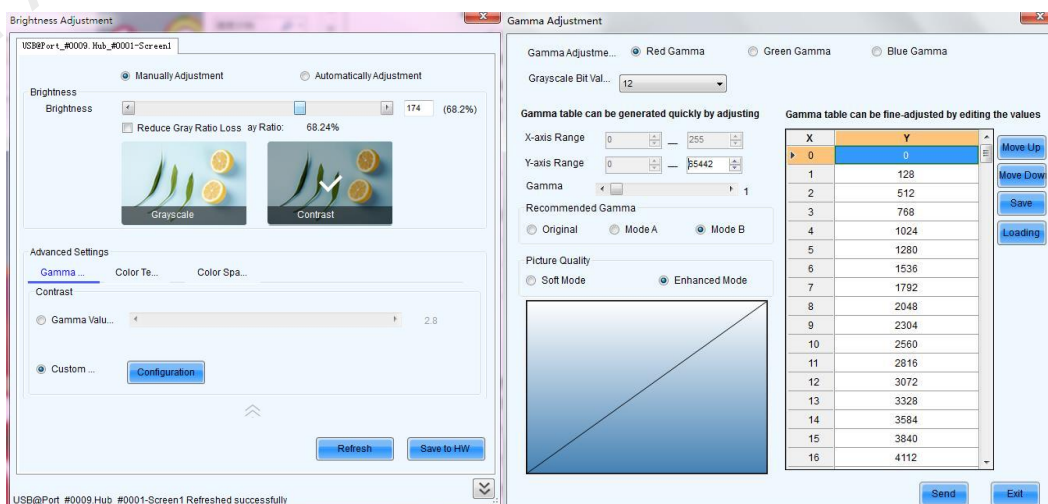 Brightness Adjustment
USB@Port_#0009.Hub_#0001-Screen1
Manually Adjustment
Automatically Adjustment
Brightness
Brightness
174
(68.2%)
Reduce Gray Ratio Loss
ay Ratio:
68.24%
Grayscale
Contrast
Advanced Settings
Gamma ...
Color Te...
Color Spa...
Contrast
Gamma Valu...
2.8
Custom ...
Configuration
Refresh
Save to HW
USB@Port_#0009.Hub_#0001-Screen1 Refreshed successfully
Gamma Adjustment
Gamma Adjustme...
Red Gamma
Green Gamma
Blue Gamma
Grayscale Bit Val...
12
Gamma table can be generated quickly by adjusting
X-axis Range
0
—
255
Y-axis Range
0
—
65442
Gamma
1
Recommended Gamma
Original
Mode A
Mode B
Picture Quality
Soft Mode
Enhanced Mode
Gamma table can be fine-adjusted by editing the values
X Y
0 0
1 128
2 512
3 768
4 1024
5 1280
6 1536
7 1792
8 2048
9 2304
10 2560
11 2816
12 3072
13 3328
14 3584
15 3840
16 4112
Move Up
Move Dow
Save
Loading
Send
Exit